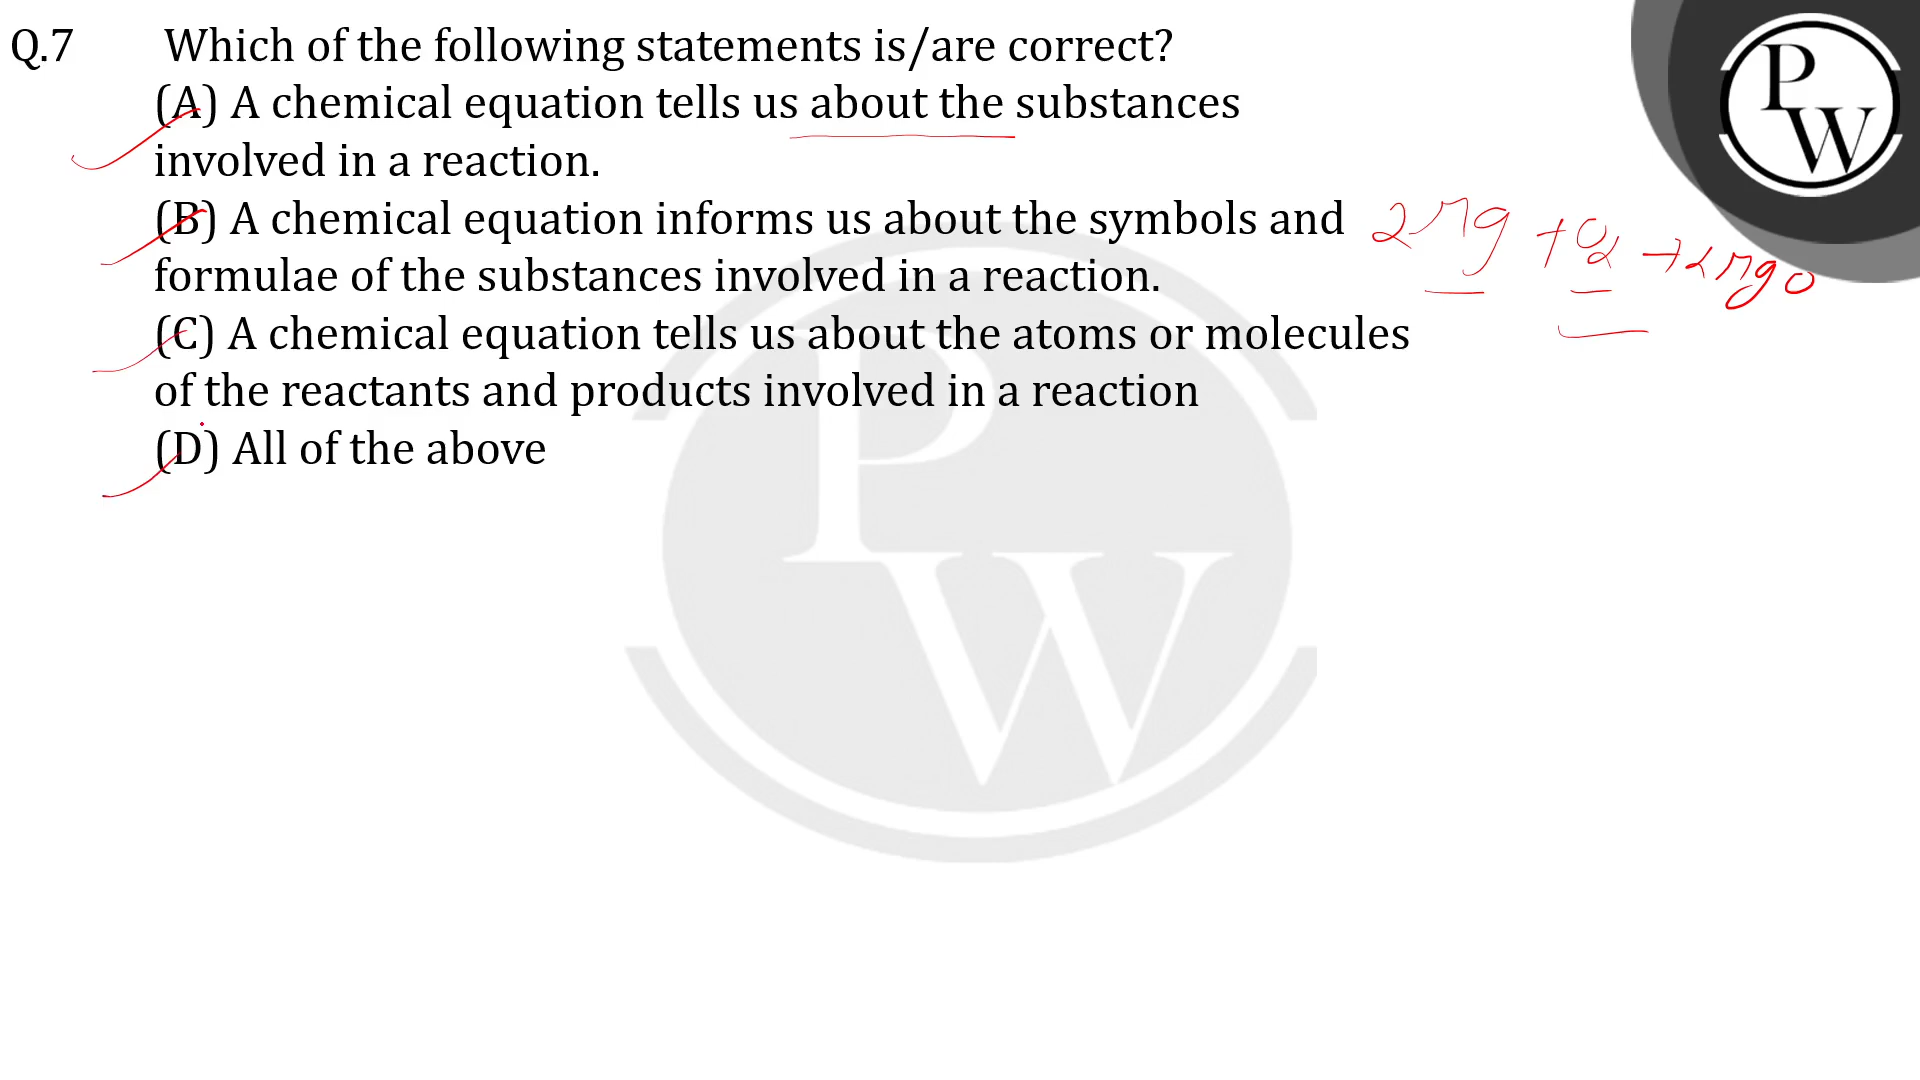 Q.7 Which of the following statements is/are correct?
(A) A chemical equation tells us about the substances
involved in a reaction.
(B) A chemical equation informs us about the symbols and
formulae of the substances involved in a reaction.
(C) A chemical equation tells us about the atoms or molecules
of the reactants and products involved in a reaction
(D) All of the above
2Mg + O2 → 2MgO
PW
PW